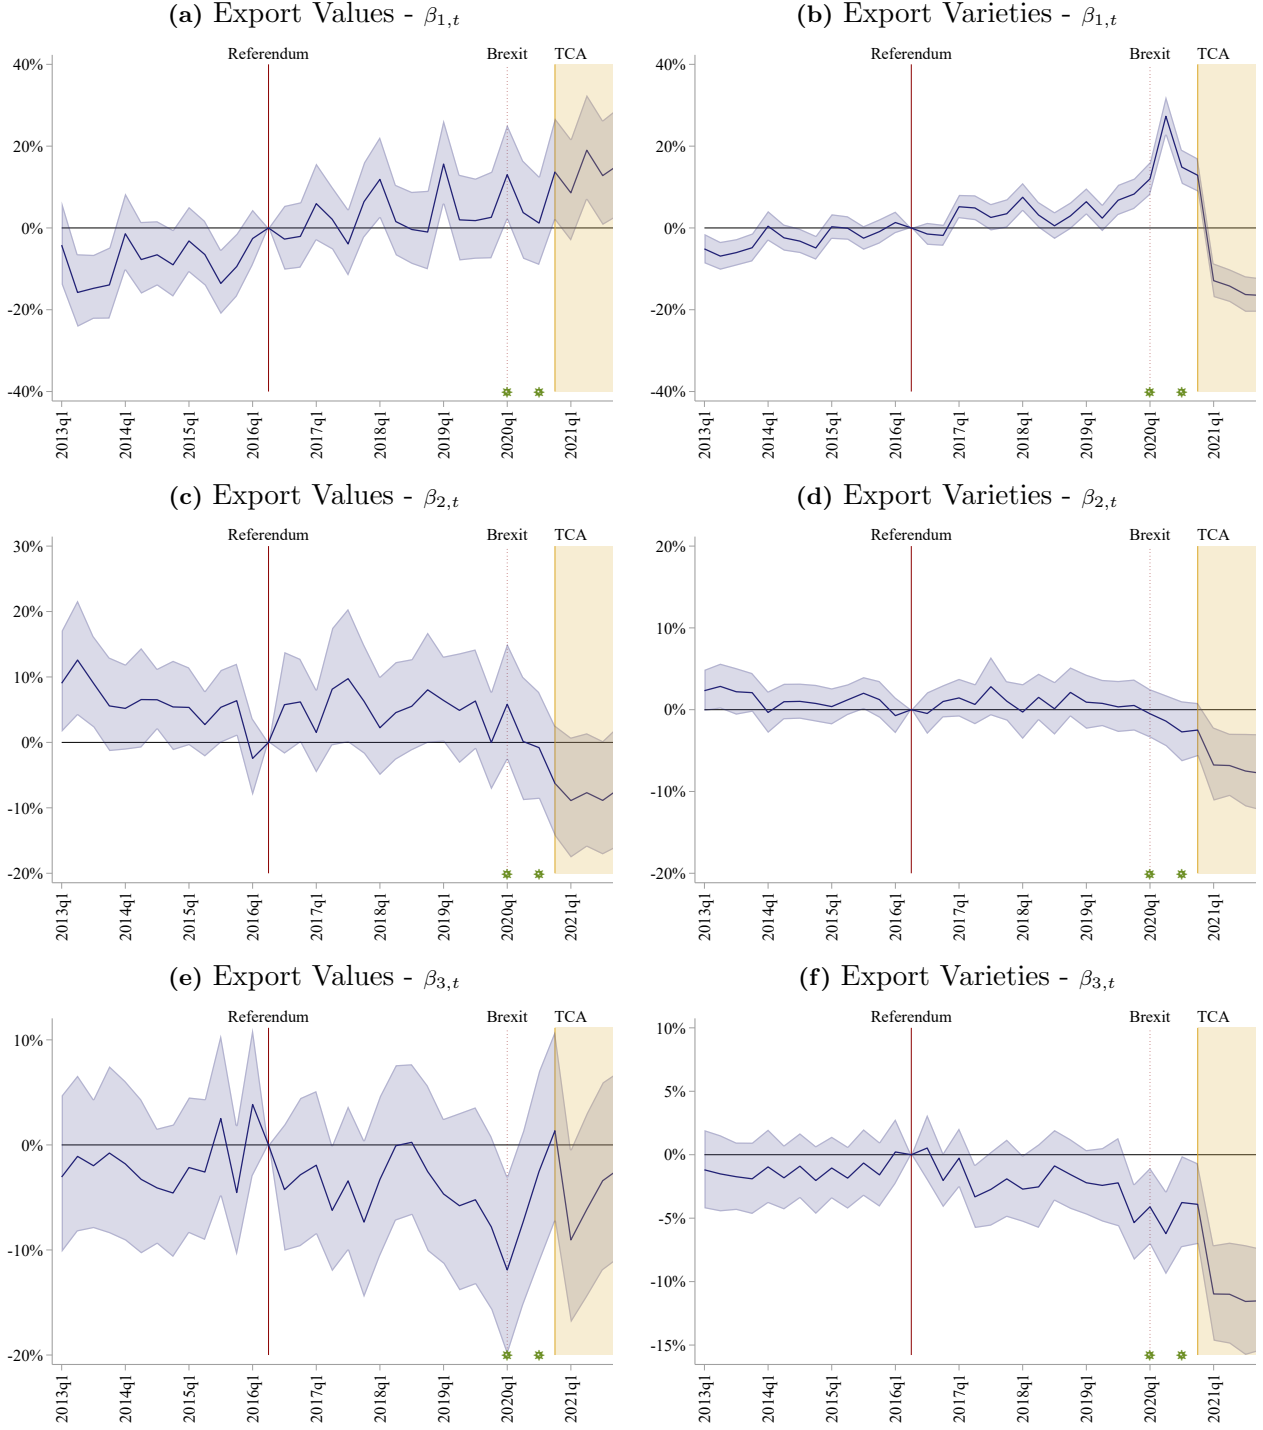 (a) Export Values - β1,t
Referendum Brexit TCA
40%
20%
0%
-20%
-40%
2013q1 2014q1 2015q1 2016q1 2017q1 2018q1 2019q1 2020q1 2021q1
(b) Export Varieties - β1,t
Referendum Brexit TCA
40%
20%
0%
-20%
-40%
2013q1 2014q1 2015q1 2016q1 2017q1 2018q1 2019q1 2020q1 2021q1
(c) Export Values - β2,t
Referendum Brexit TCA
30%
20%
10%
0%
-10%
-20%
2013q1 2014q1 2015q1 2016q1 2017q1 2018q1 2019q1 2020q1 2021q1
(d) Export Varieties - β2,t
Referendum Brexit TCA
20%
10%
0%
-10%
-20%
2013q1 2014q1 2015q1 2016q1 2017q1 2018q1 2019q1 2020q1 2021q1
(e) Export Values - β3,t
Referendum Brexit TCA
10%
0%
-10%
-20%
2013q1 2014q1 2015q1 2016q1 2017q1 2018q1 2019q1 2020q1 2021q1
(f) Export Varieties - β3,t
Referendum Brexit TCA
10%
5%
0%
-5%
-10%
-15%
2013q1 2014q1 2015q1 2016q1 2017q1 2018q1 2019q1 2020q1 2021q1